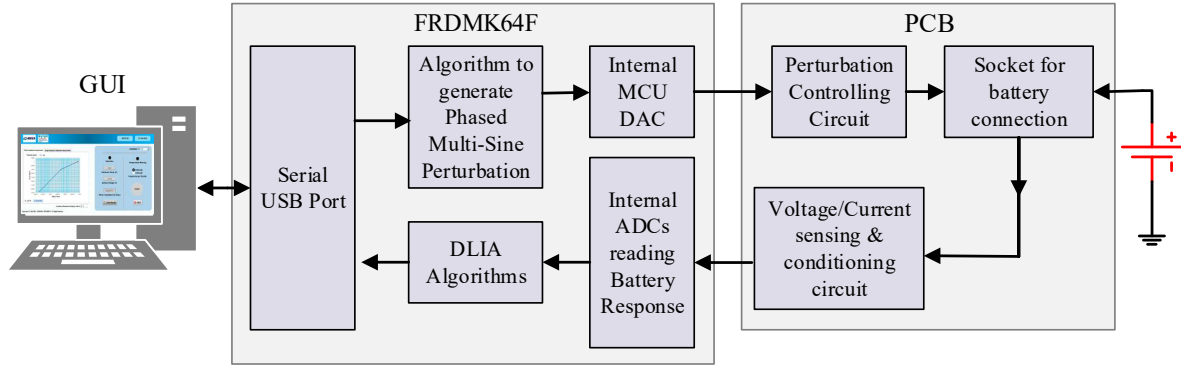 GUI
FRDMK64F
Serial
USB Port
Algorithm to
generate
Phased
Multi-Sine
Perturbation
Internal
MCU
DAC
DLIA
Algorithms
Internal
ADCs
reading
Battery
Response
PCB
Perturbation
Controlling
Circuit
Socket for
battery
connection
Voltage/Current
sensing &
conditioning
circuit
+